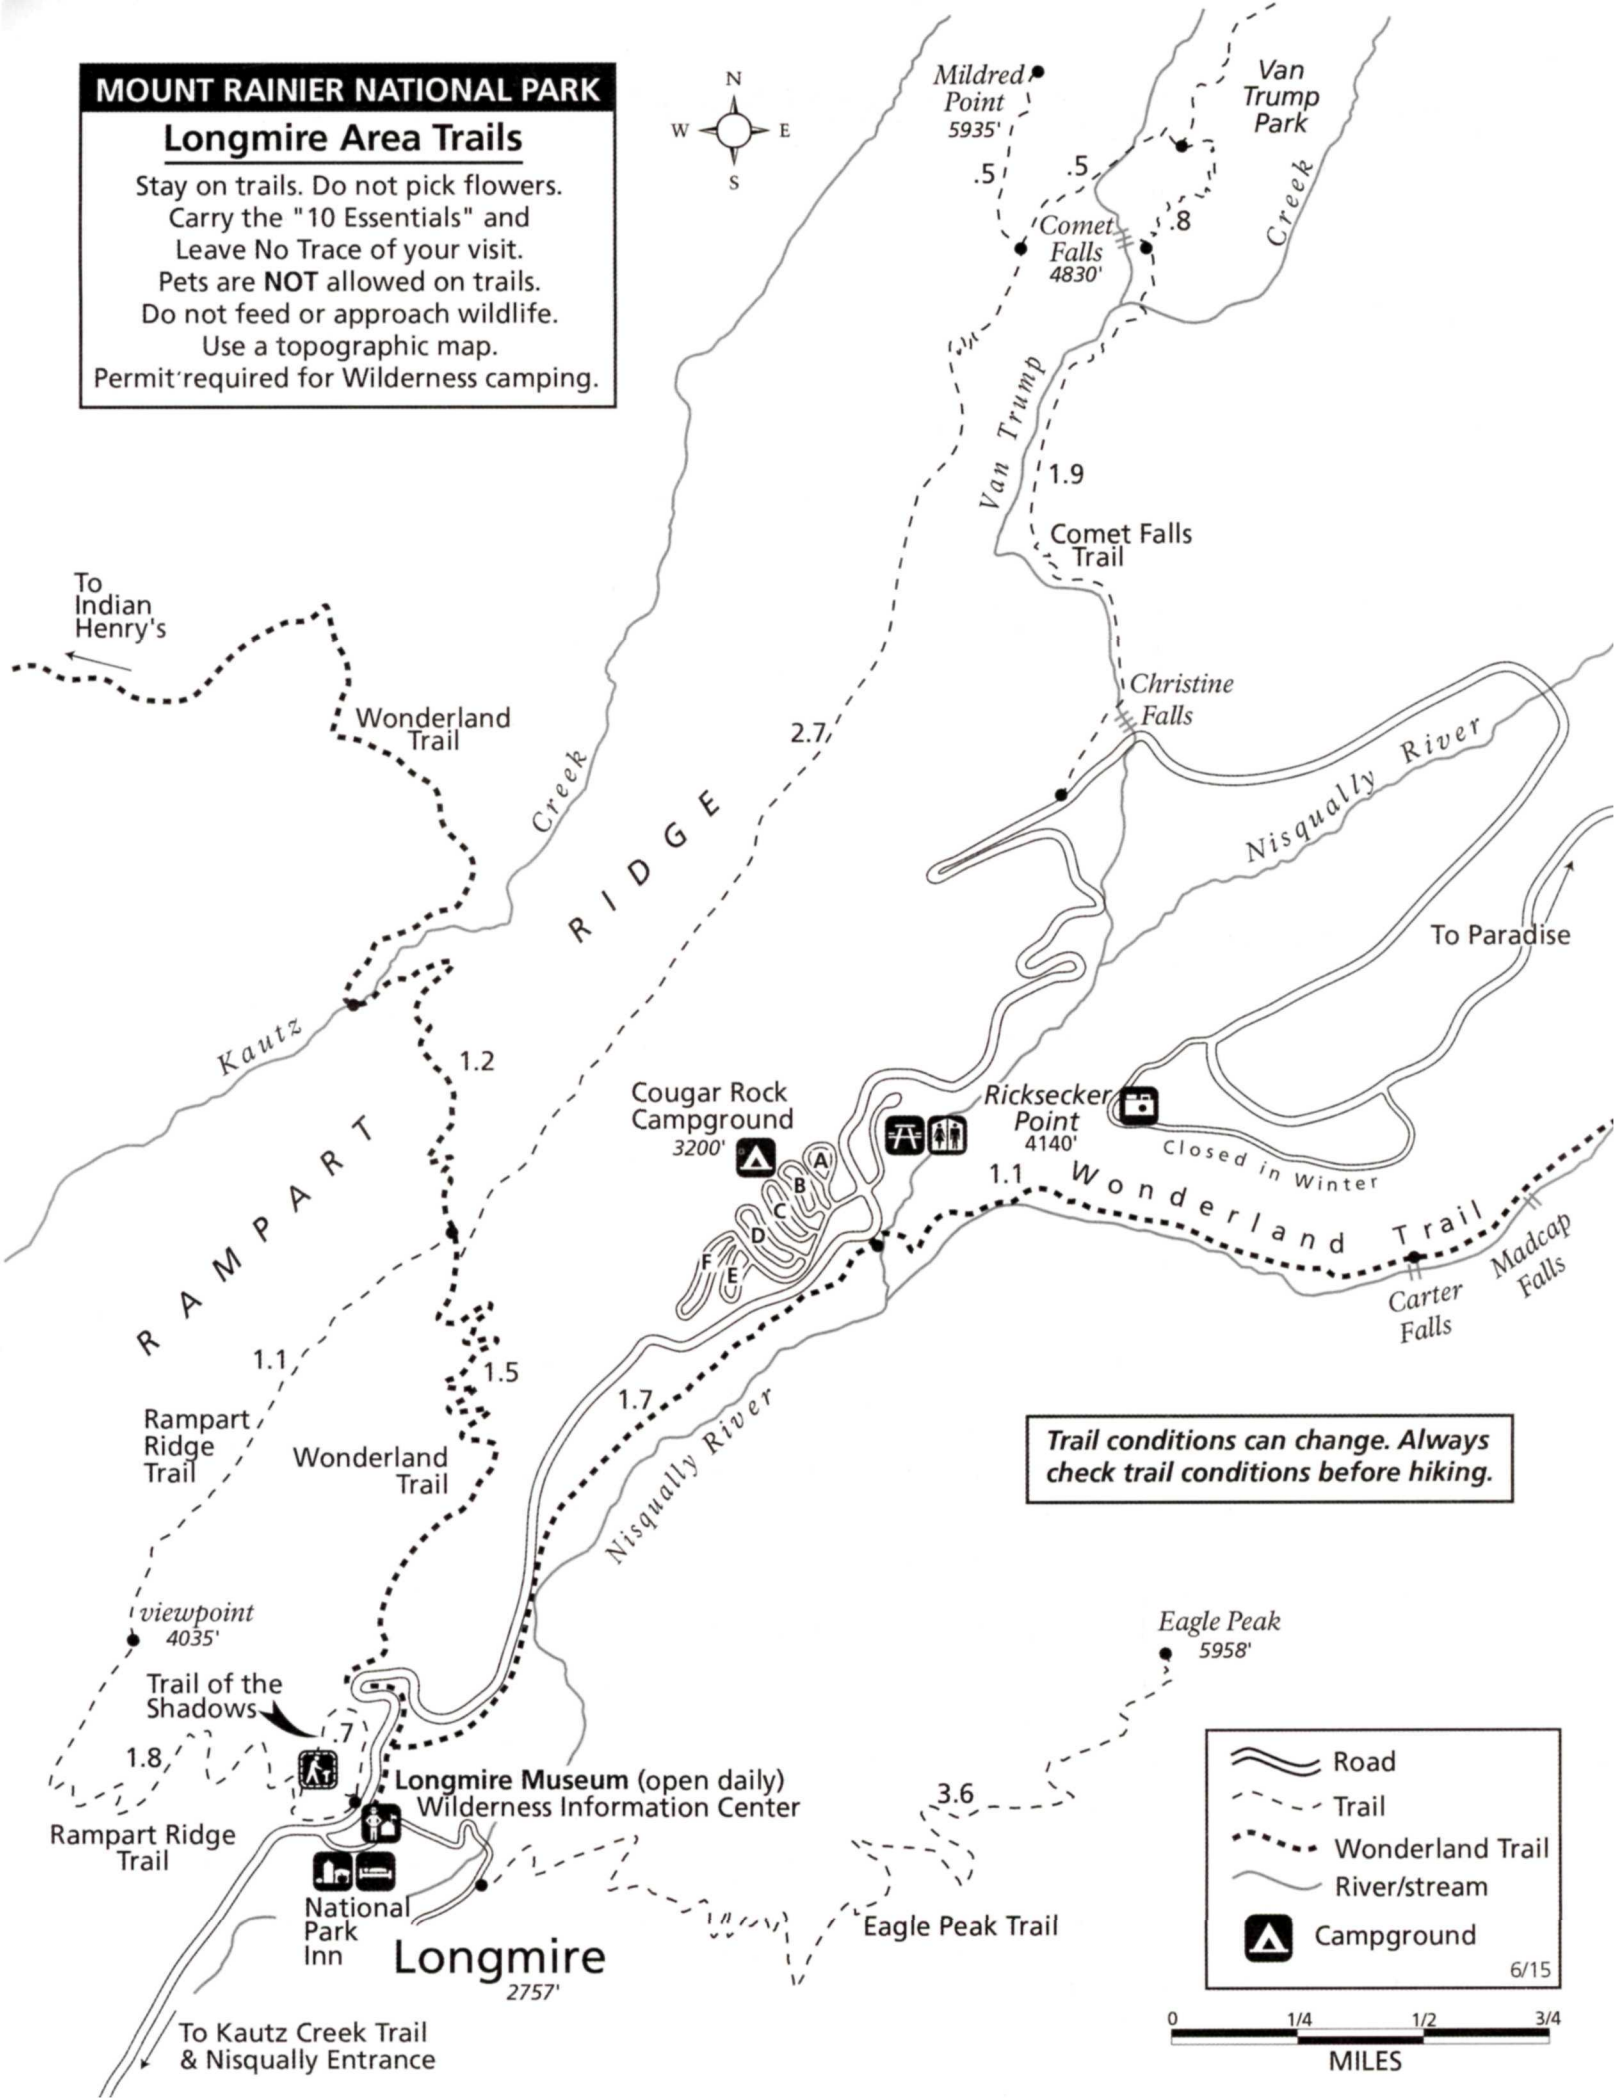 MOUNT RAINIER NATIONAL PARK
Longmire Area Trails
Stay on trails. Do not pick flowers.
Carry the "10 Essentials" and
Leave No Trace of your visit.
Pets are NOT allowed on trails.
Do not feed or approach wildlife.
Use a topographic map.
Permit required for Wilderness camping.
N
W
E
S
Mildred
Point
5935'
Van
Trump
Park
.5
.5
Comet
Falls
4830'
.8
Creek
Van Trump
1.9
Comet Falls
Trail
To
Indian
Henry's
Wonderland
Trail
Christine
Falls
2.7
Nisqually River
Creek
RIDGE
To Paradise
Kautz
1.2
Cougar Rock
Campground
3200'
Ricksecker
Point
4140'
Closed in Winter
A
B
C
D
E
F
1.1
Wonderland Trail
Madcap
Falls
Carter
Falls
RAMPART
1.1
1.5
1.7
Rampart
Ridge
Trail
Wonderland
Trail
Nisqually River
Trail conditions can change. Always
check trail conditions before hiking.
viewpoint
4035'
Eagle Peak
5958'
Trail of the
Shadows
.7
1.8
Longmire Museum (open daily)
Wilderness Information Center
3.6
Rampart Ridge
Trail
National
Park
Inn
Eagle Peak Trail
Longmire
2757'
To Kautz Creek Trail
& Nisqually Entrance
Road
Trail
Wonderland Trail
River/stream
Campground
6/15
0
1/4
1/2
3/4
MILES